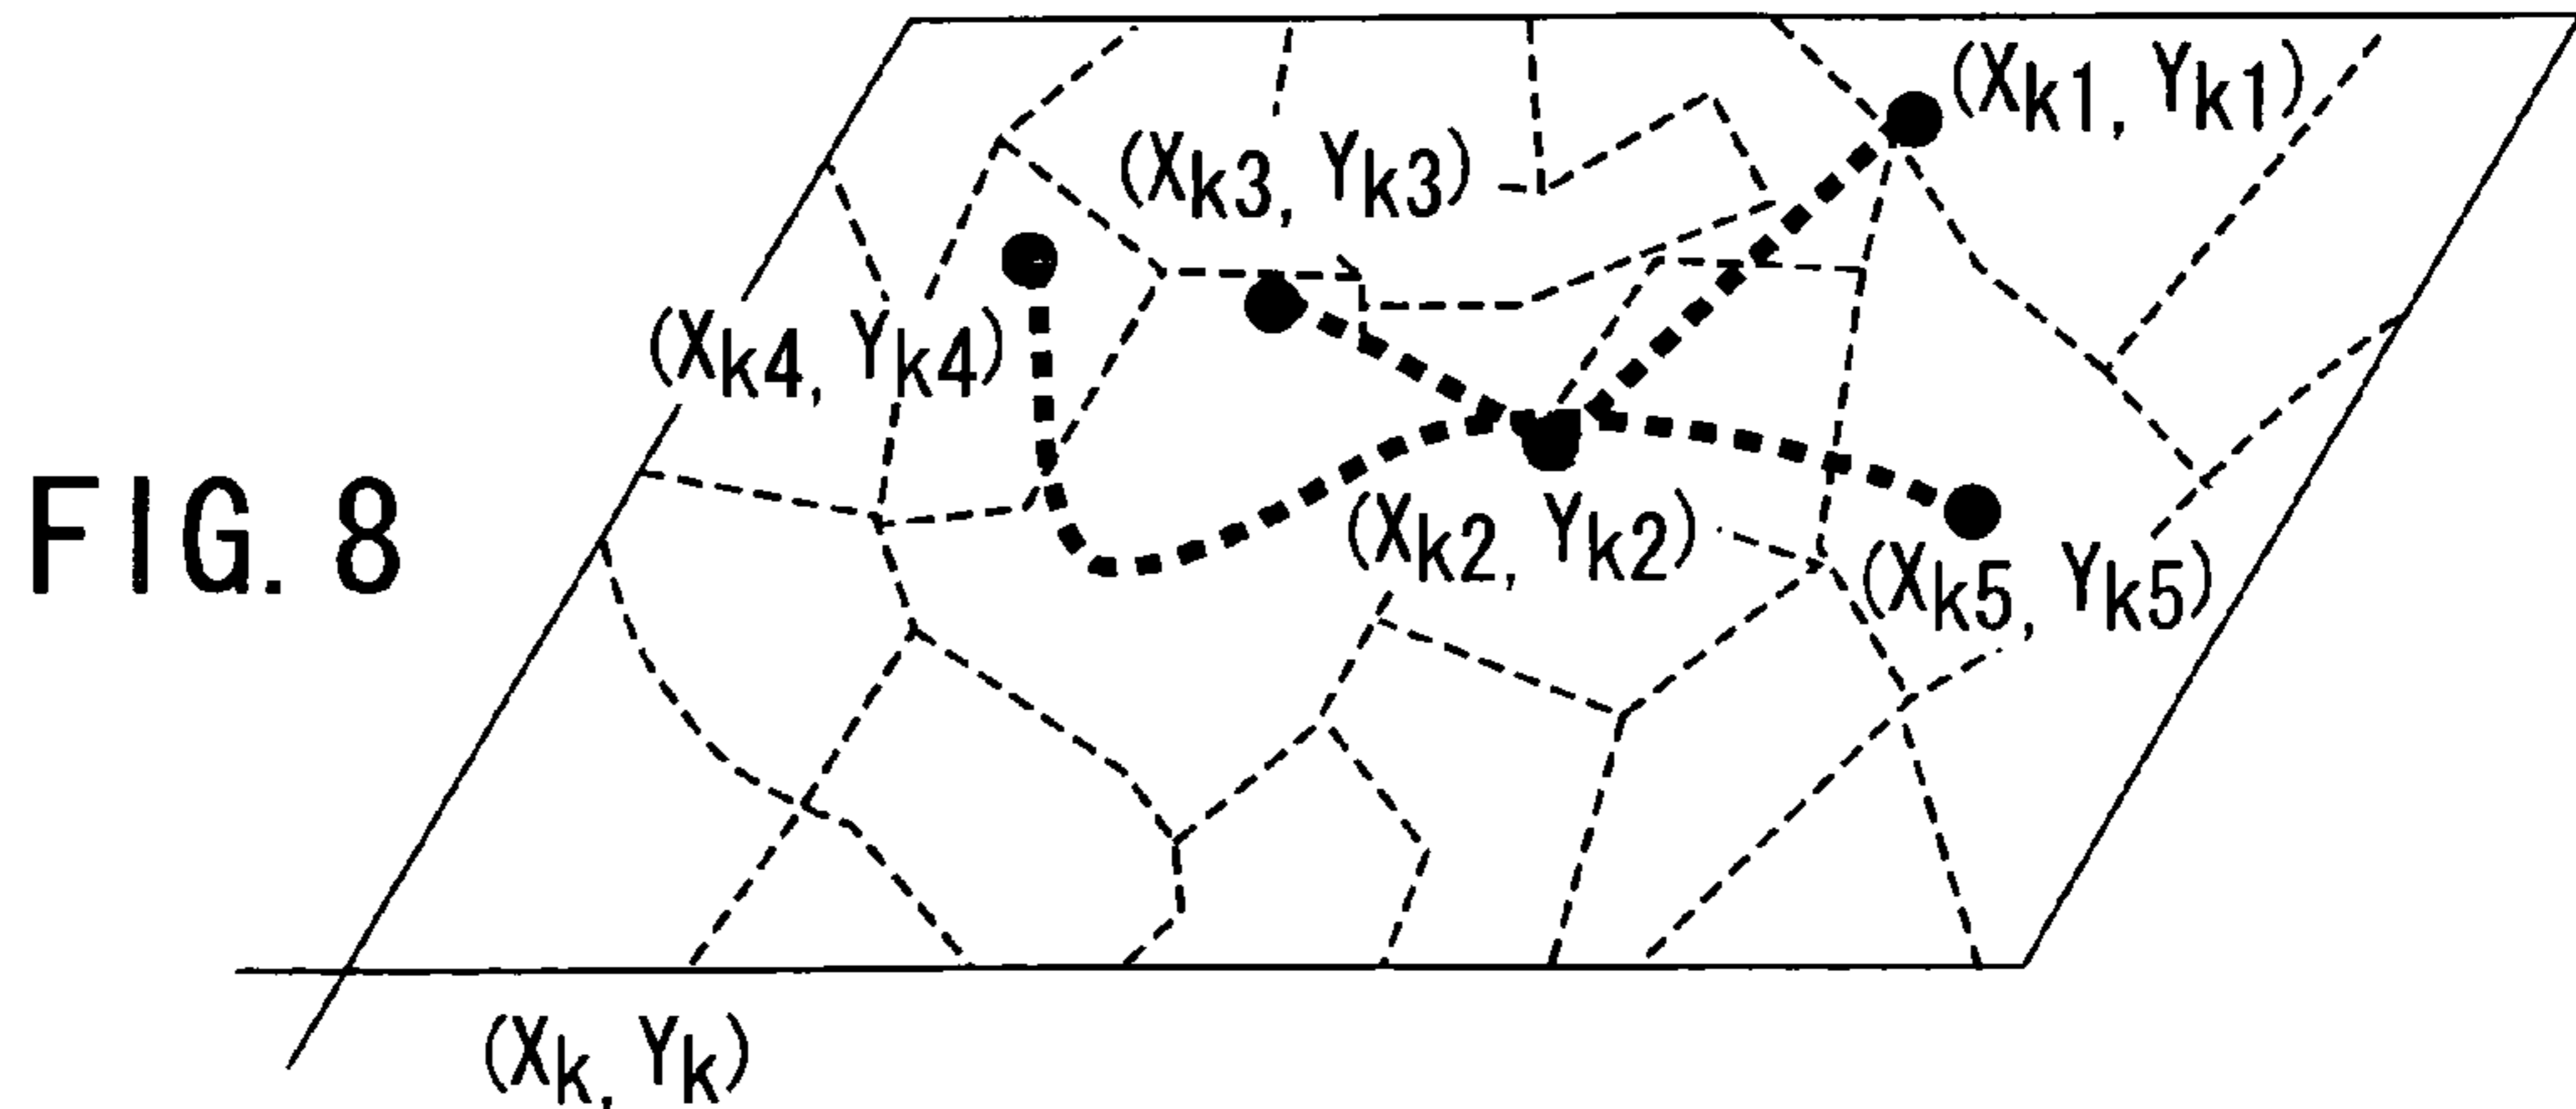 (Xk1, Yk1)
(Xk3, Yk3)
(Xk4, Yk4)
FIG. 8
(Xk2, Yk2)
(Xk5, Yk5)
(Xk, Yk)